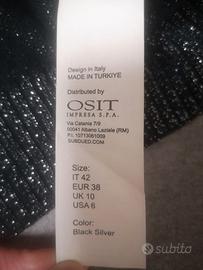 Design in Italy
MADE IN TURKIYE
Distributed by
OSIT
IMPRESA S.P.A.
Via Catania 7/9
00041 Albano Laziale (RM)
P.I. 10713061009
SUBDUED.COM
Size:
IT 42
EUR 38
UK 10
USA 6
Color:
Black Silver
subito